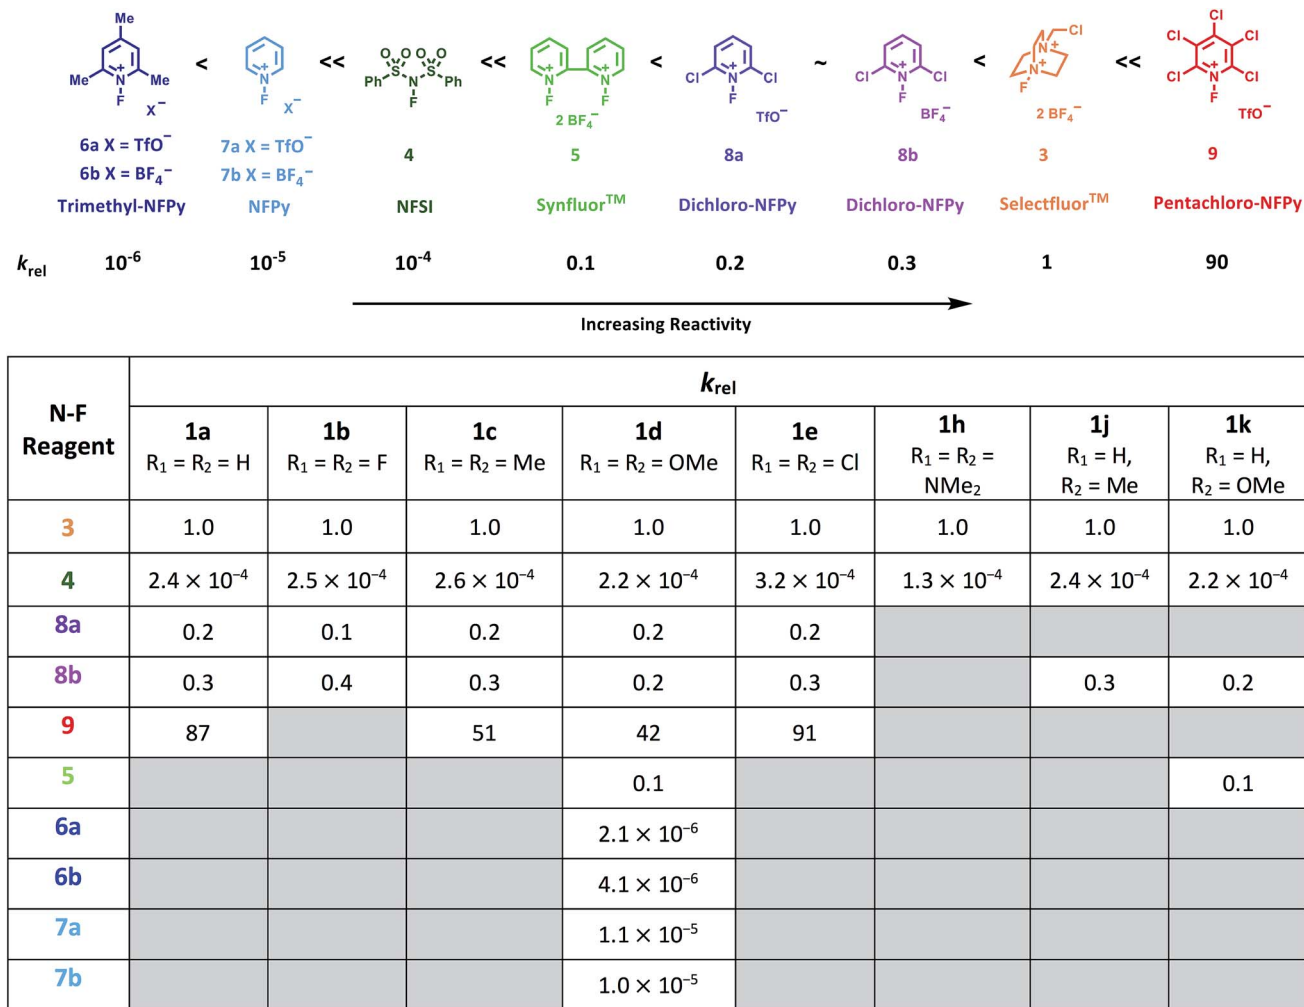 Me
Me Me
N+
F
X⁻
<
N+
F
X⁻
<<
O O O O
S S
Ph N Ph
F
<<
N+ N+
F F
2 BF₄⁻
<
Cl N+ Cl
F
TfO⁻
~
Cl N+ Cl
F
BF₄⁻
<
Cl
N+
N+
F
2 BF₄⁻
<<
Cl
Cl Cl
Cl N+ Cl
F
TfO⁻
6a X = TfO⁻ 7a X = TfO⁻ 4 5 8a 8b 3 9
6b X = BF₄⁻ 7b X = BF₄⁻
Trimethyl-NFPy NFPy NFSI Synfluor™ Dichloro-NFPy Dichloro-NFPy Selectfluor™ Pentachloro-NFPy
k_rel 10⁻⁶ 10⁻⁵ 10⁻⁴ 0.1 0.2 0.3 1 90
Increasing Reactivity
N-F
Reagent
k_rel
1a
R₁ = R₂ = H
1b
R₁ = R₂ = F
1c
R₁ = R₂ = Me
1d
R₁ = R₂ = OMe
1e
R₁ = R₂ = Cl
1h
R₁ = R₂ =
NMe₂
1j
R₁ = H,
R₂ = Me
1k
R₁ = H,
R₂ = OMe
3 1.0 1.0 1.0 1.0 1.0 1.0 1.0 1.0
4 2.4 × 10⁻⁴ 2.5 × 10⁻⁴ 2.6 × 10⁻⁴ 2.2 × 10⁻⁴ 3.2 × 10⁻⁴ 1.3 × 10⁻⁴ 2.4 × 10⁻⁴ 2.2 × 10⁻⁴
8a 0.2 0.1 0.2 0.2 0.2
8b 0.3 0.4 0.3 0.2 0.3 0.3 0.2
9 87 51 42 91
5 0.1 0.1
6a 2.1 × 10⁻⁶
6b 4.1 × 10⁻⁶
7a 1.1 × 10⁻⁵
7b 1.0 × 10⁻⁵